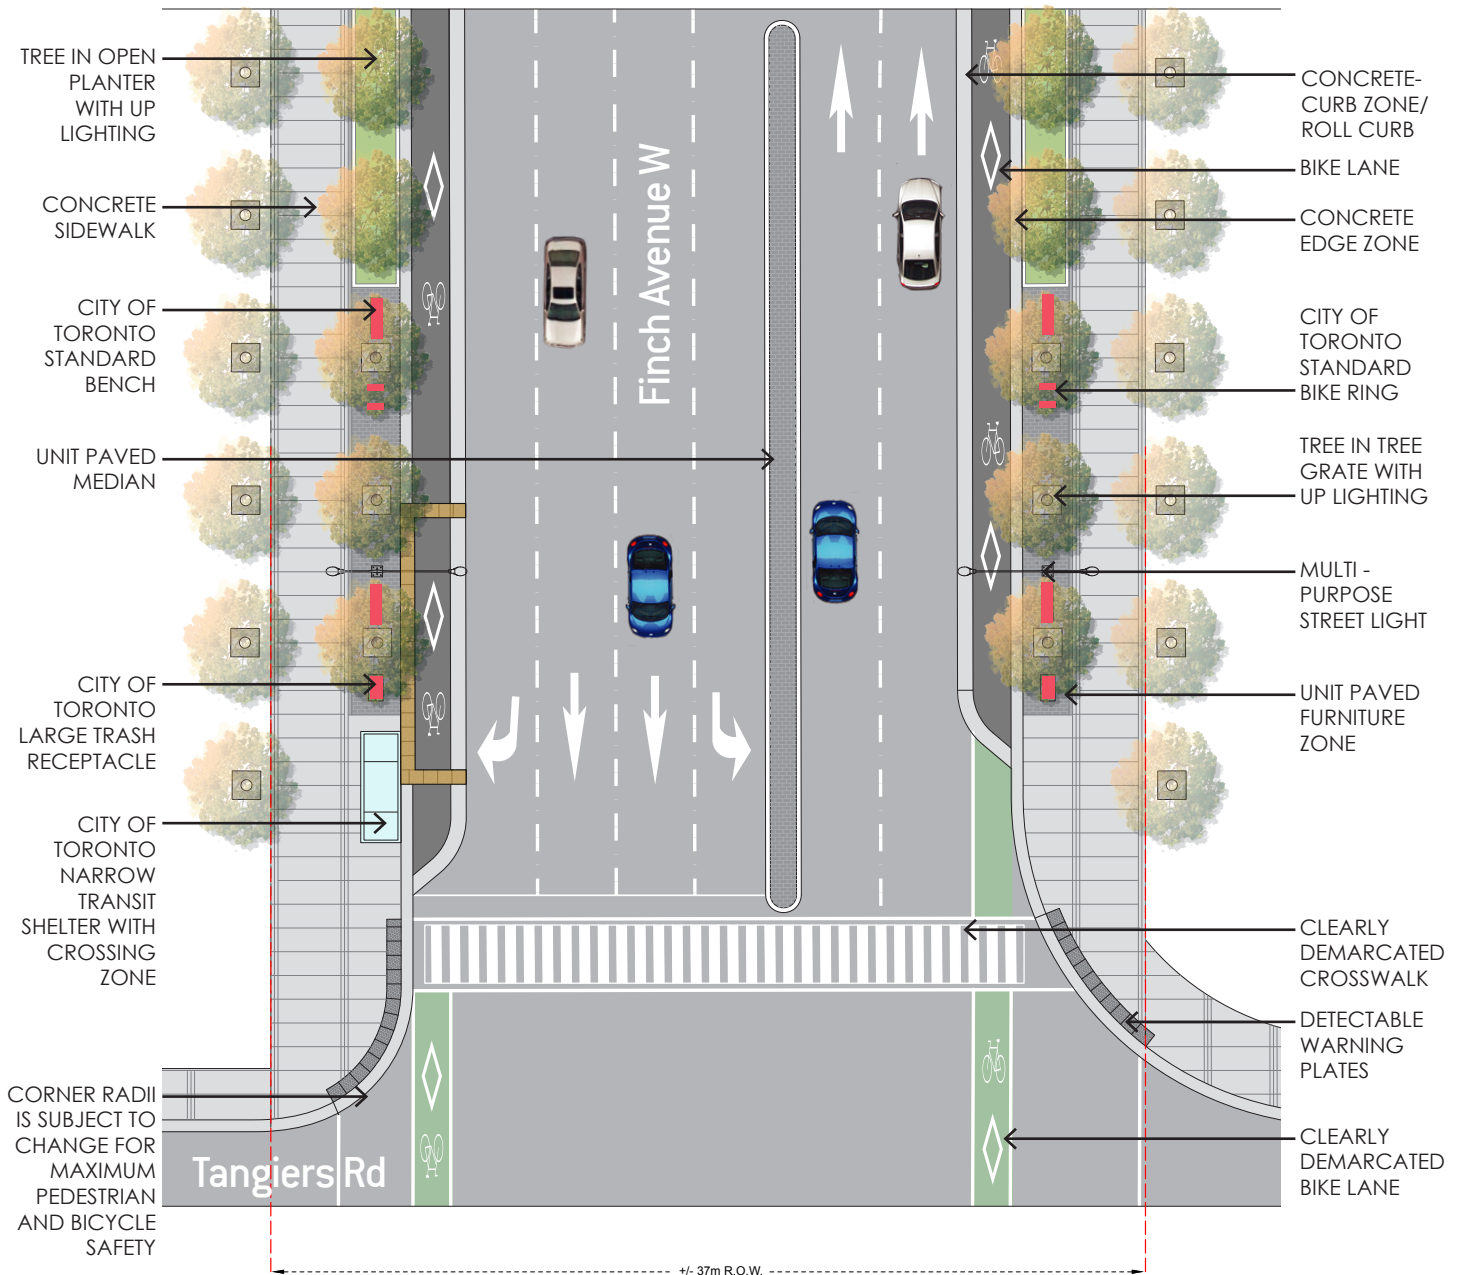 TREE IN OPEN
PLANTER
WITH UP
LIGHTING
CONCRETE
SIDEWALK
CITY OF
TORONTO
STANDARD
BENCH
UNIT PAVED
MEDIAN
CITY OF
TORONTO
LARGE TRASH
RECEPTACLE
CITY OF
TORONTO
NARROW
TRANSIT
SHELTER WITH
CROSSING
ZONE
CORNER RADII
IS SUBJECT TO
CHANGE FOR
MAXIMUM
PEDESTRIAN
AND BICYCLE
SAFETY
Finch Avenue W
Tangiers Rd
CONCRETE-
CURB ZONE/
ROLL CURB
BIKE LANE
CONCRETE
EDGE ZONE
CITY OF
TORONTO
STANDARD
BIKE RING
TREE IN TREE
GRATE WITH
UP LIGHTING
MULTI -
PURPOSE
STREET LIGHT
UNIT PAVED
FURNITURE
ZONE
CLEARLY
DEMARCATED
CROSSWALK
DETECTABLE
WARNING
PLATES
CLEARLY
DEMARCATED
BIKE LANE
+/- 37m R.O.W.